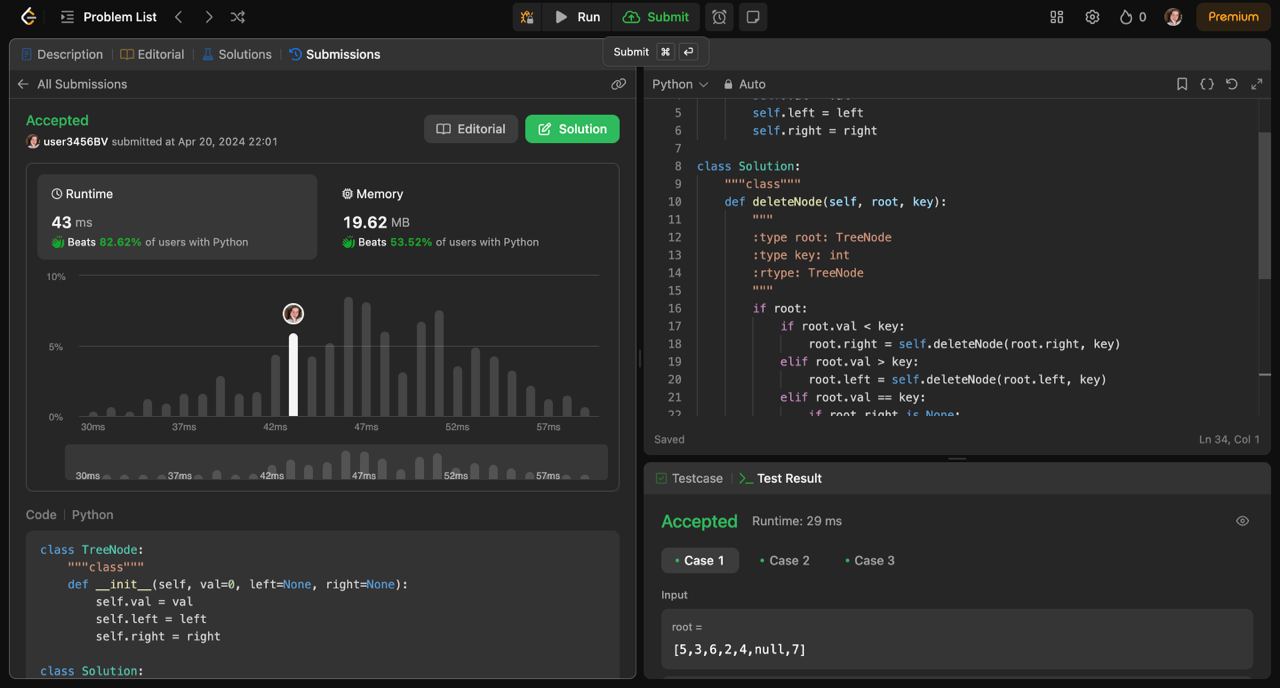 Problem List
Run
Submit
0
Premium
Description
Editorial
Solutions
Submissions
Submit ⌘ ↵
All Submissions
Accepted
user3456BV submitted at Apr 20, 2024 22:01
Editorial
Solution
Runtime
43 ms
Beats 82.62% of users with Python
Memory
19.62 MB
Beats 53.52% of users with Python
10%
5%
0%
30ms 37ms 42ms 47ms 52ms 57ms
30ms 37ms 42ms 47ms 52ms 57ms
Code | Python
class TreeNode:
"""class"""
def __init__(self, val=0, left=None, right=None):
self.val = val
self.left = left
self.right = right
class Solution:
Python
Auto
5 self.left = left
6 self.right = right
7
8 class Solution:
9 """class"""
10 def deleteNode(self, root, key):
11 """
12 :type root: TreeNode
13 :type key: int
14 :rtype: TreeNode
15 """
16 if root:
17 if root.val < key:
18 root.right = self.deleteNode(root.right, key)
19 elif root.val > key:
20 root.left = self.deleteNode(root.left, key)
21 elif root.val == key:
22 if root.right is None:
Saved
Ln 34, Col 1
Testcase
Test Result
Accepted
Runtime: 29 ms
• Case 1
• Case 2
• Case 3
Input
root =
[5,3,6,2,4,null,7]